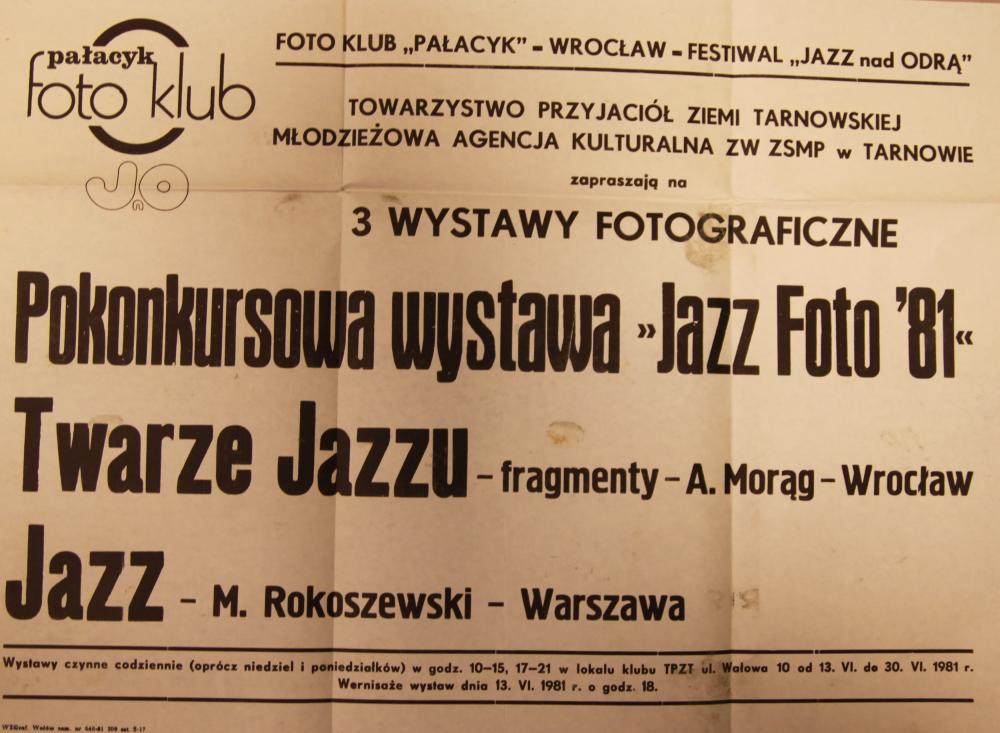 pałacyk
foto klub
JnO
FOTO KLUB „PAŁACYK” – WROCŁAW – FESTIWAL „JAZZ nad ODRĄ”
TOWARZYSTWO PRZYJACIÓŁ ZIEMI TARNOWSKIEJ
MŁODZIEŻOWA AGENCJA KULTURALNA ZW ZSMP w TARNOWIE
zapraszają na
3 WYSTAWY FOTOGRAFICZNE
Pokonkursowa wystawa »Jazz Foto ’81«
Twarze Jazzu – fragmenty – A. Morąg – Wrocław
Jazz – M. Rokoszewski – Warszawa
Wystawy czynne codziennie (oprócz niedziel i poniedziałków) w godz. 10–15, 17–21 w lokalu klubu TPZT ul. Wałowa 10 od 13. VI. do 30. VI. 1981 r.
Wernisaże wystaw dnia 13. VI. 1981 r. o godz. 18.